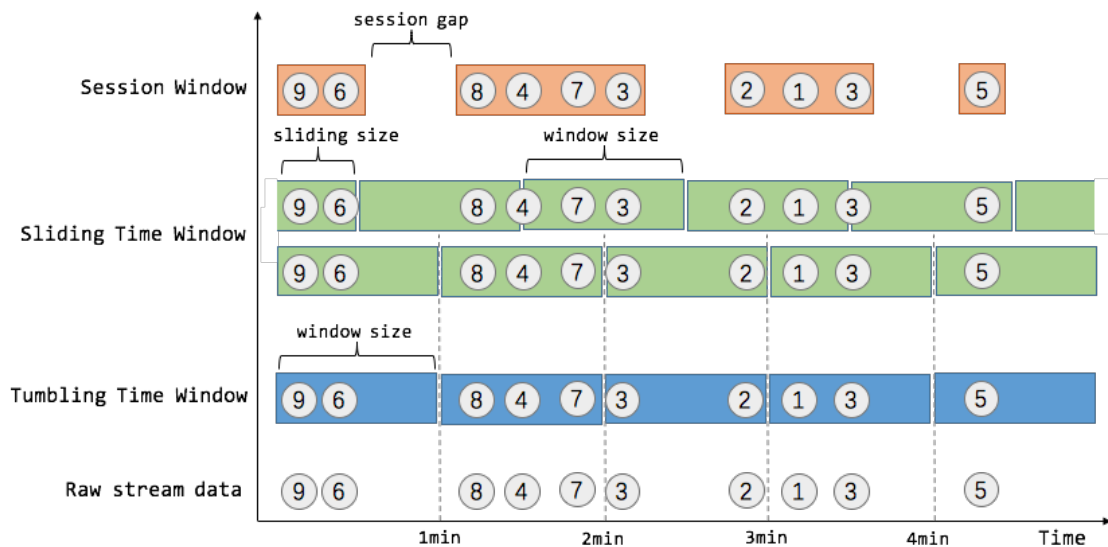 session gap
Session Window
9 6 8 4 7 3 2 1 3 5
sliding size
window size
9 6 8 4 7 3 2 1 3 5
Sliding Time Window
9 6 8 4 7 3 2 1 3 5
window size
Tumbling Time Window
9 6 8 4 7 3 2 1 3 5
Raw stream data
9 6 8 4 7 3 2 1 3 5
1min 2min 3min 4min Time